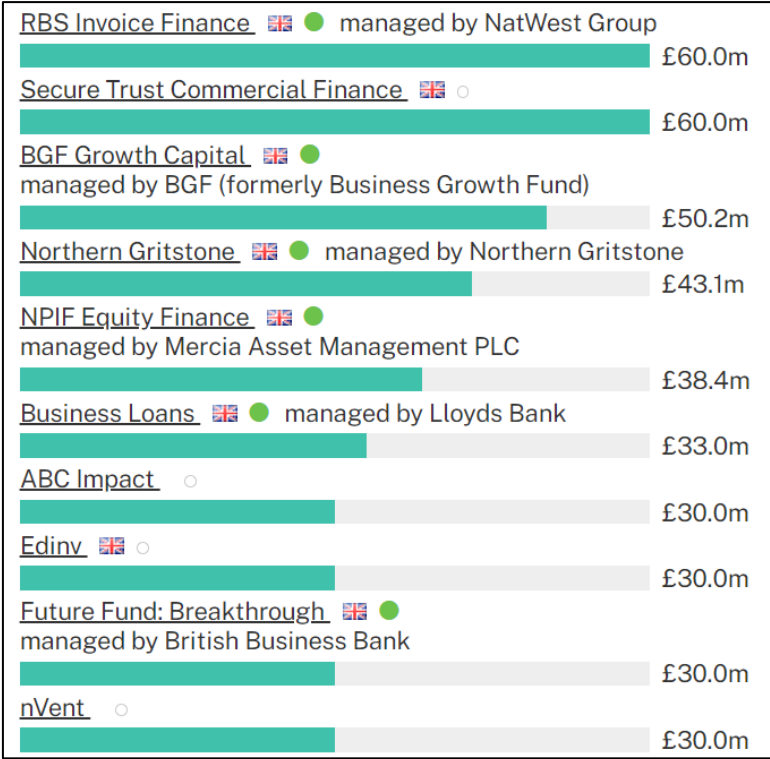 RBS Invoice Finance managed by NatWest Group
£60.0m
Secure Trust Commercial Finance
£60.0m
BGF Growth Capital
managed by BGF (formerly Business Growth Fund)
£50.2m
Northern Gritstone managed by Northern Gritstone
£43.1m
NPIF Equity Finance
managed by Mercia Asset Management PLC
£38.4m
Business Loans managed by Lloyds Bank
£33.0m
ABC Impact
£30.0m
Edinv
£30.0m
Future Fund: Breakthrough
managed by British Business Bank
£30.0m
nVent
£30.0m